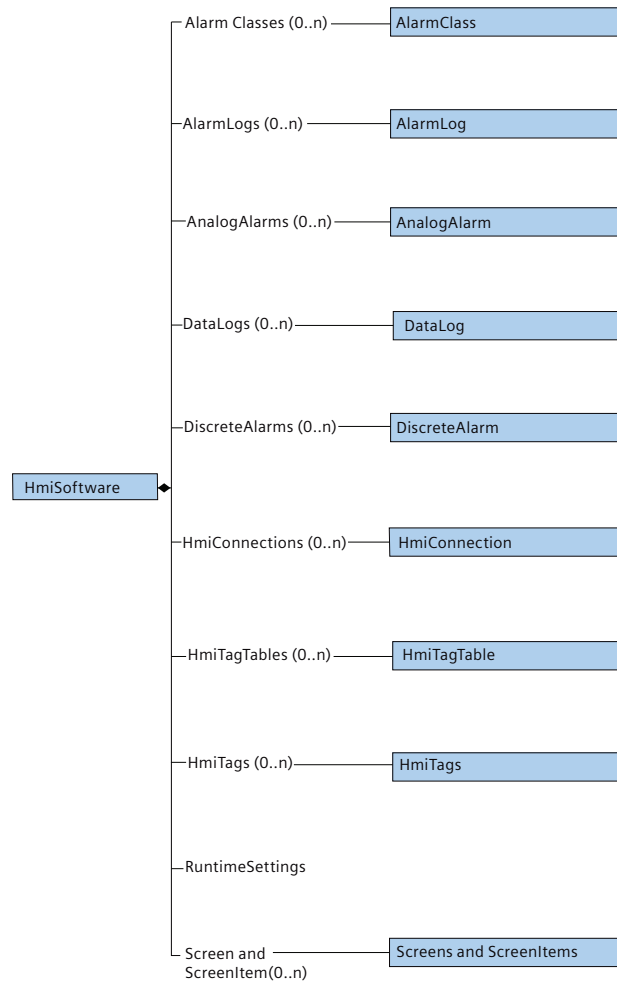 Alarm Classes (0..n) AlarmClass
AlarmLogs (0..n) AlarmLog
AnalogAlarms (0..n) AnalogAlarm
DataLogs (0..n) DataLog
DiscreteAlarms (0..n) DiscreteAlarm
HmiSoftware
HmiConnections (0..n) HmiConnection
HmiTagTables (0..n) HmiTagTable
HmiTags (0..n) HmiTags
RuntimeSettings
Screen and Screens and ScreenItems
ScreenItem(0..n)